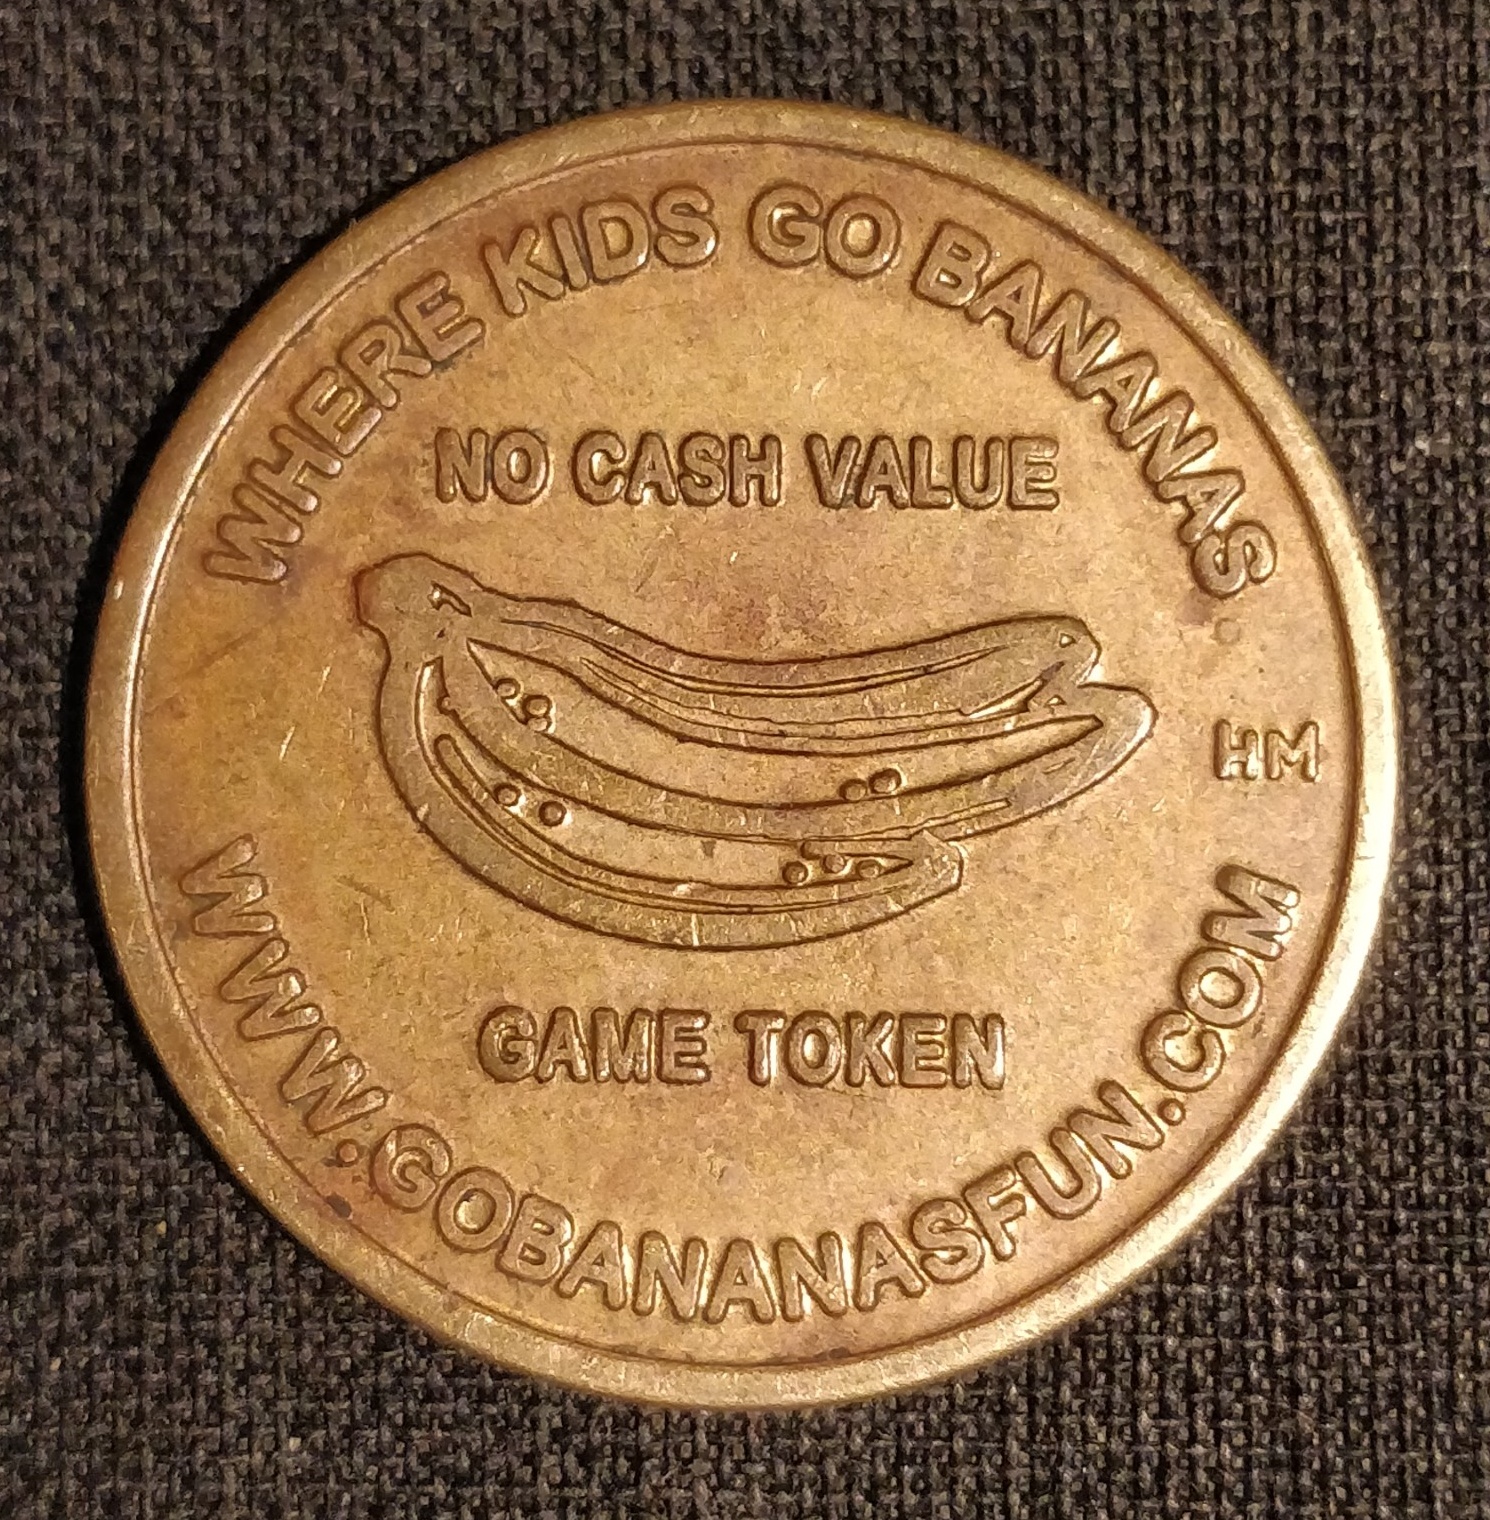 WHERE KIDS GO BANANAS
NO CASH VALUE
HM
GAME TOKEN
WWW.GOBANANASFUN.COM